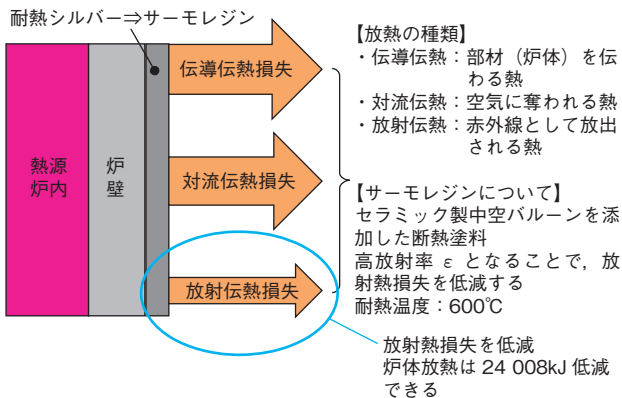 耐熱シルバー⇒サーモレジン
熱源
炉内
炉
壁
伝導伝熱損失
対流伝熱損失
放射伝熱損失
【放熱の種類】
・伝導伝熱：部材（炉体）を伝
わる熱
・対流伝熱：空気に奪われる熱
・放射伝熱：赤外線として放出
される熱
【サーモレジンについて】
セラミック製中空バルーンを添
加した断熱塗料
高放射率 ε となることで，放
射熱損失を低減する
耐熱温度：600℃
放射熱損失を低減
炉体放熱は 24 008kJ 低減
できる